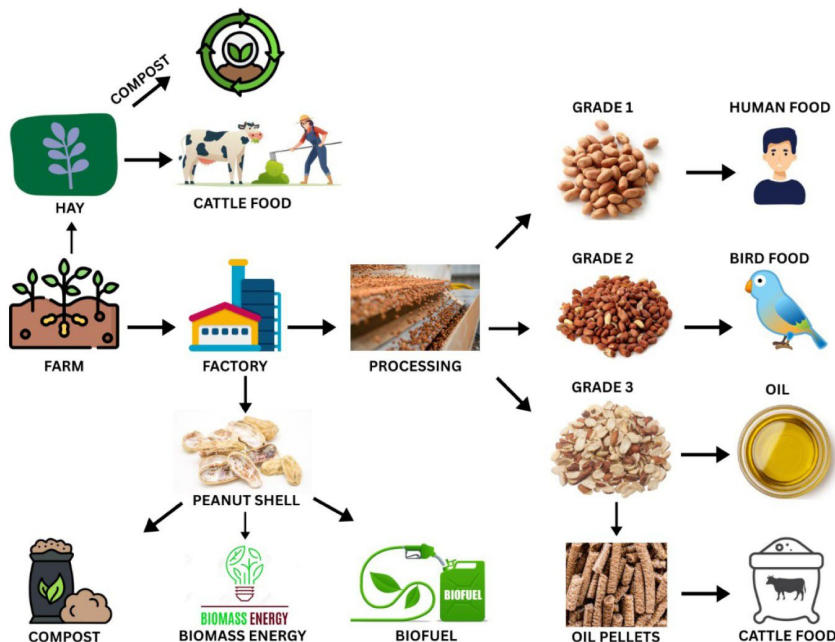 COMPOST
HAY
CATTLE FOOD
GRADE 1
HUMAN FOOD
GRADE 2
BIRD FOOD
FARM
FACTORY
PROCESSING
GRADE 3
OIL
PEANUT SHELL
COMPOST
BIOMASS ENERGY
BIOMASS ENERGY
BIOFUEL
BIOFUEL
OIL PELLETS
CATTLE FOOD